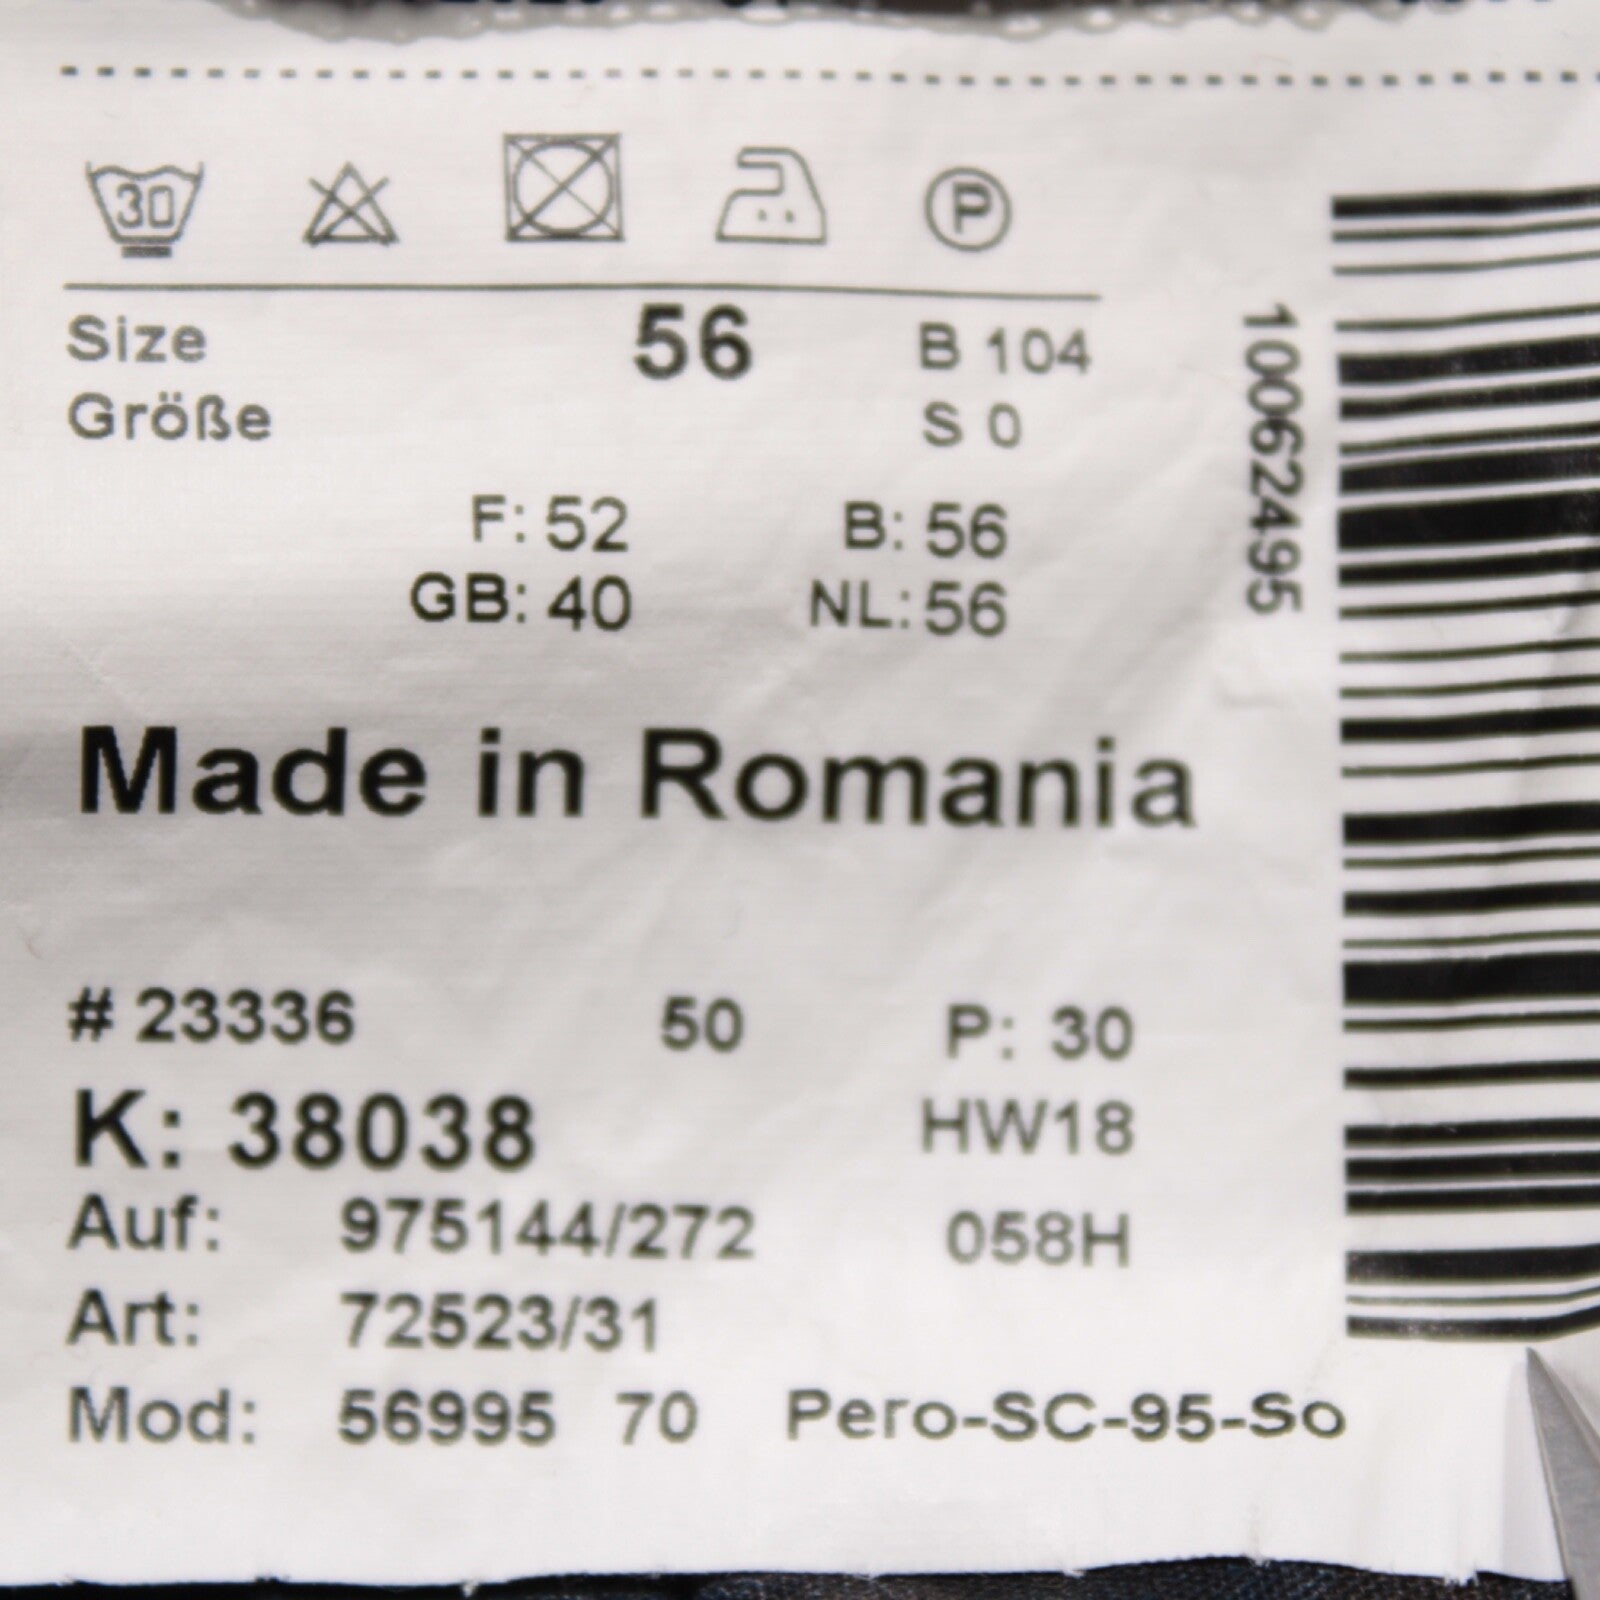 30 P
Size 56 B 104
Größe S 0
F: 52 B: 56
GB: 40 NL: 56
10062495
Made in Romania
# 23336 50 P: 30
K: 38038 HW18
Auf: 975144/272 058H
Art: 72523/31
Mod: 56995 70 Pero-SC-95-So